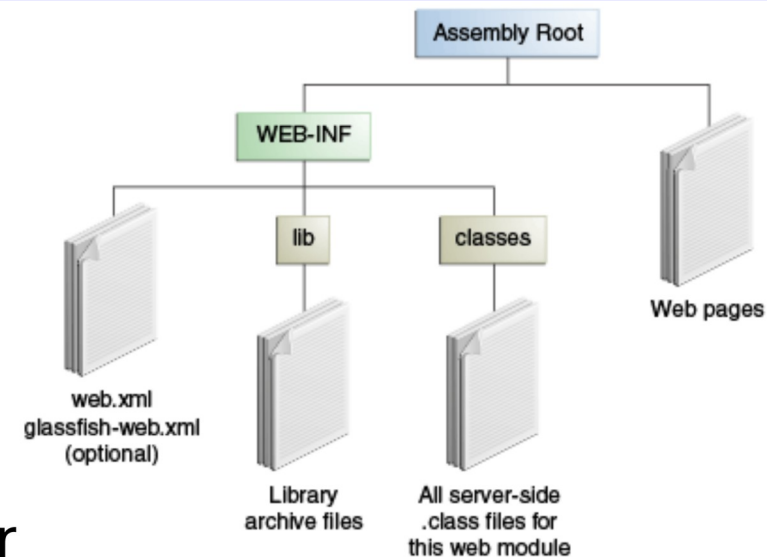 Assembly Root
WEB-INF
lib
classes
Web pages
web.xml
glassfish-web.xml
(optional)
Library
archive files
All server-side
.class files for
this web module
r